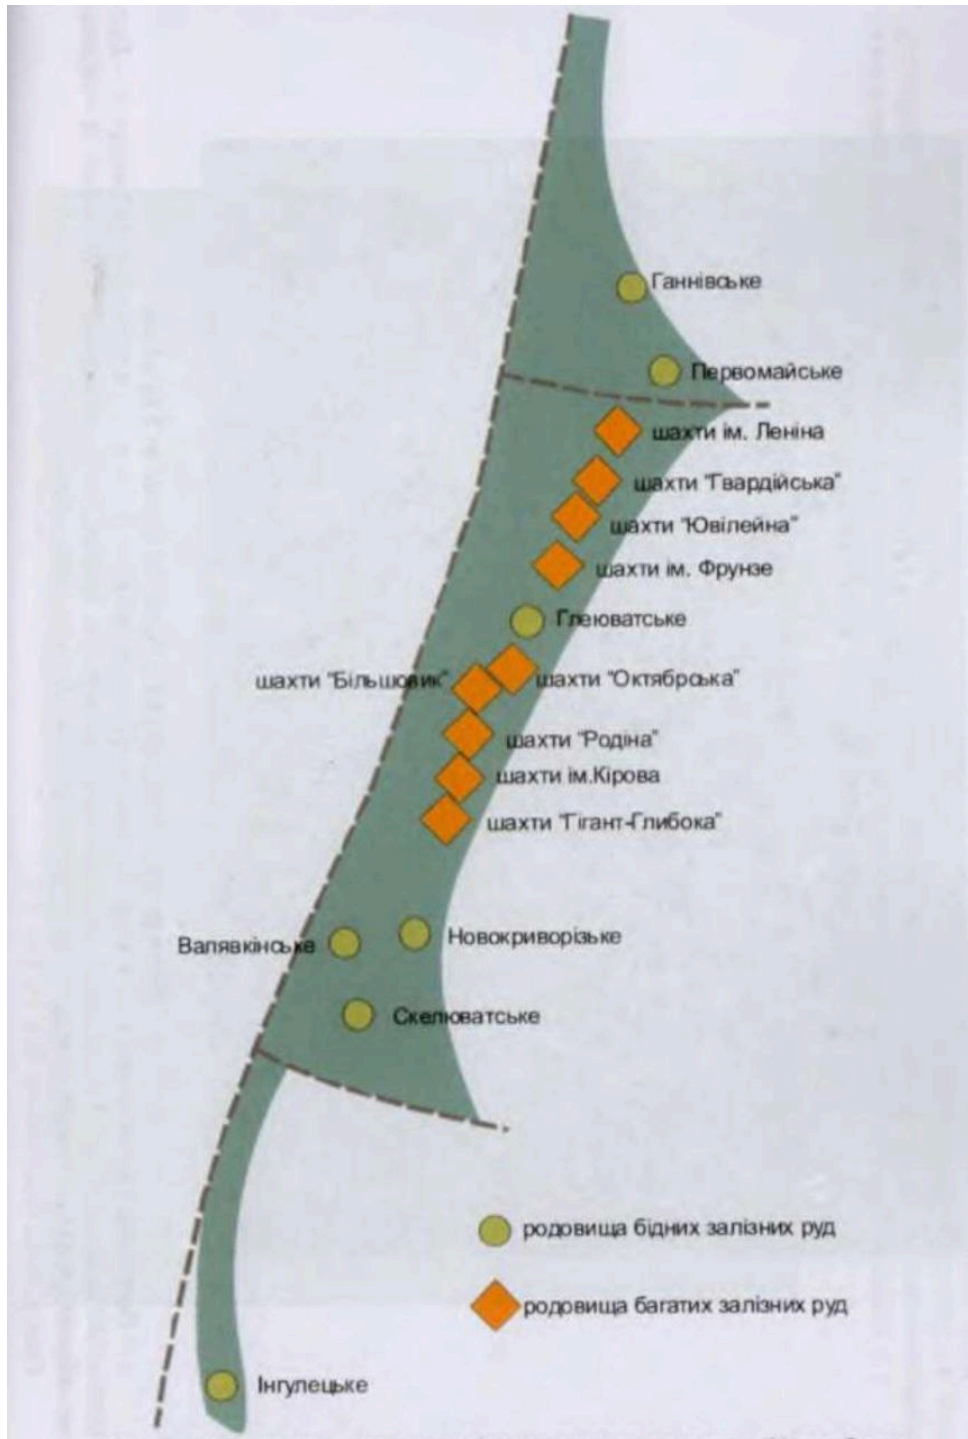 Ганнівське
Первомайське
шахти ім. Леніна
шахти "Гвардійська"
шахти "Ювілейна"
шахти ім. Фрунзе
Глеюватське
шахти "Більшовик"
шахти "Октябрська"
шахти "Родіна"
шахти ім.Кірова
шахти "Гігант-Глибока"
Валявкінське
Новокриворізьке
Скелюватське
родовища бідних залізних руд
родовища багатих залізних руд
Інгулецьке